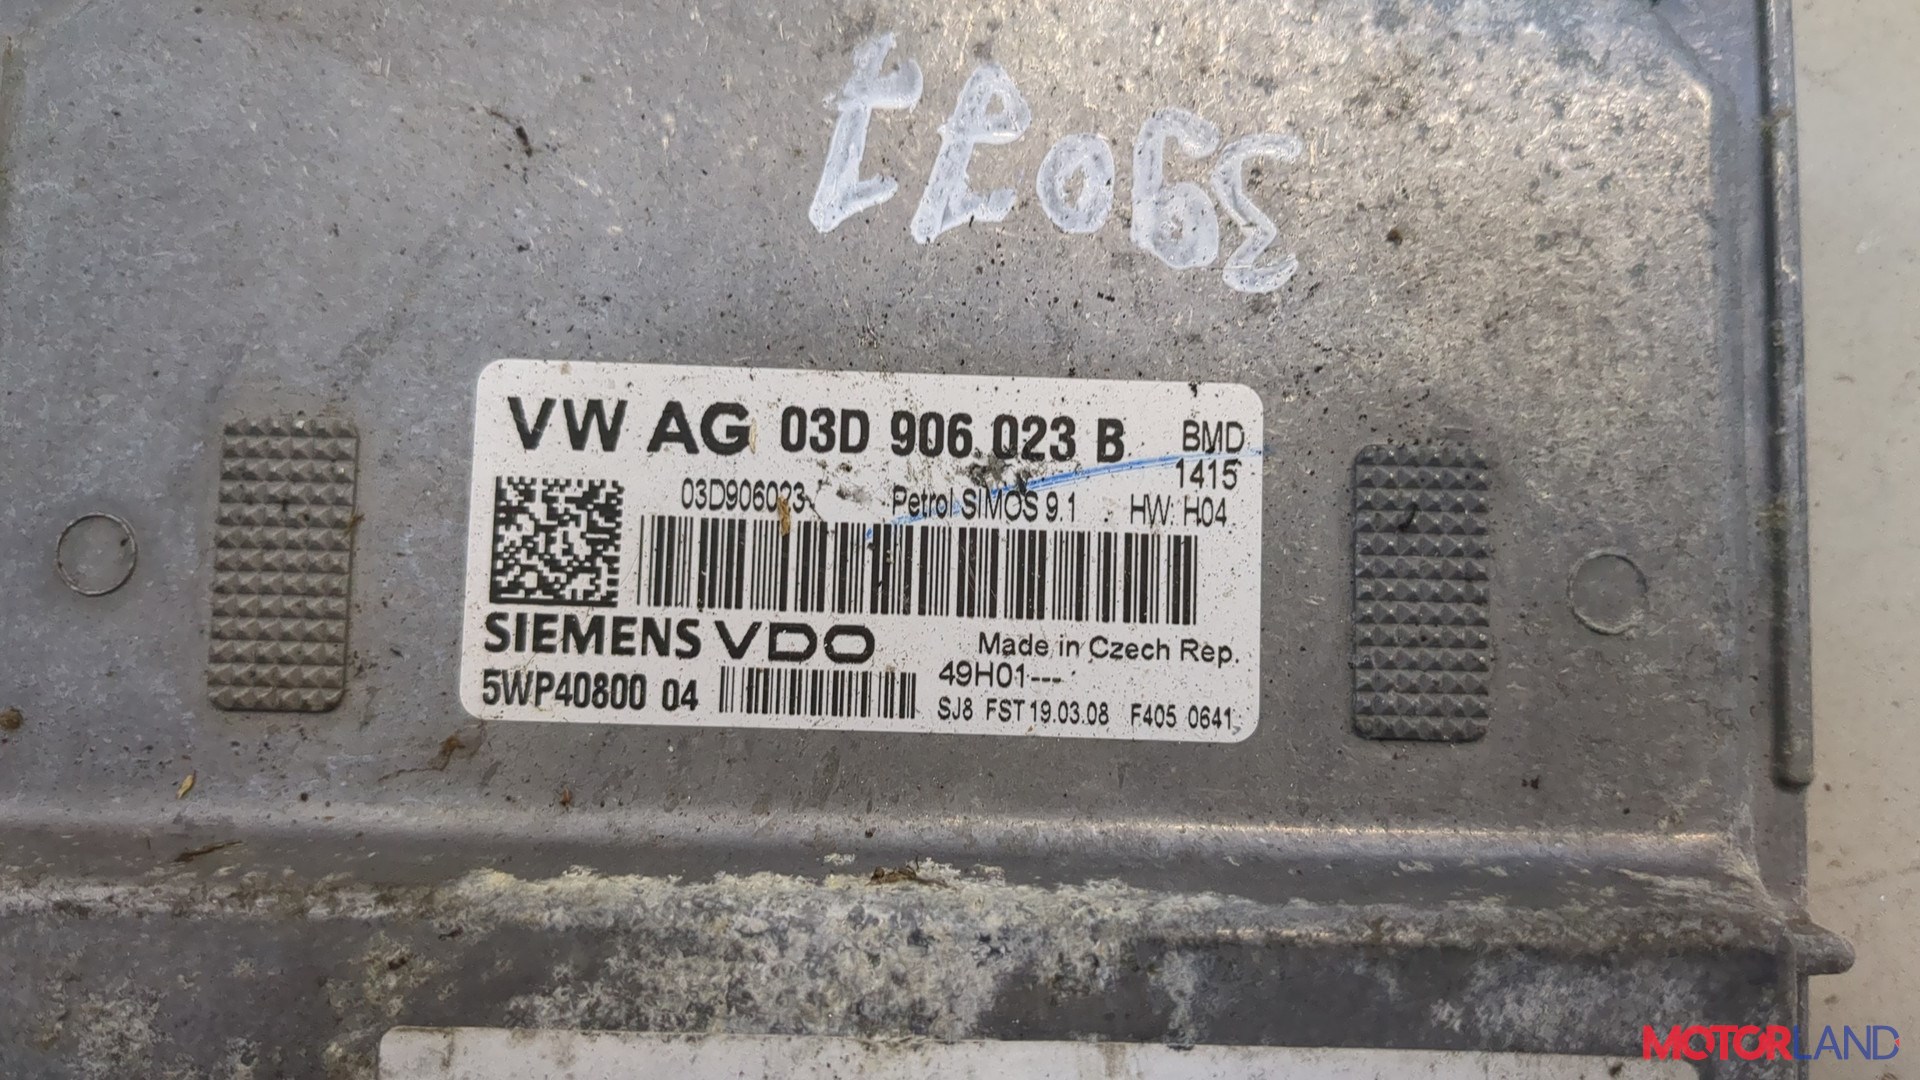 39077
VW AG 03D 906 023 B BMD
1415
03D906023 Petrol SIMOS 9.1 HW: H04
SIEMENS VDO Made in Czech Rep.
5WP40800 04 49H01---
SJ8 FST 19.03.08 F405 0641
MOTORLAND